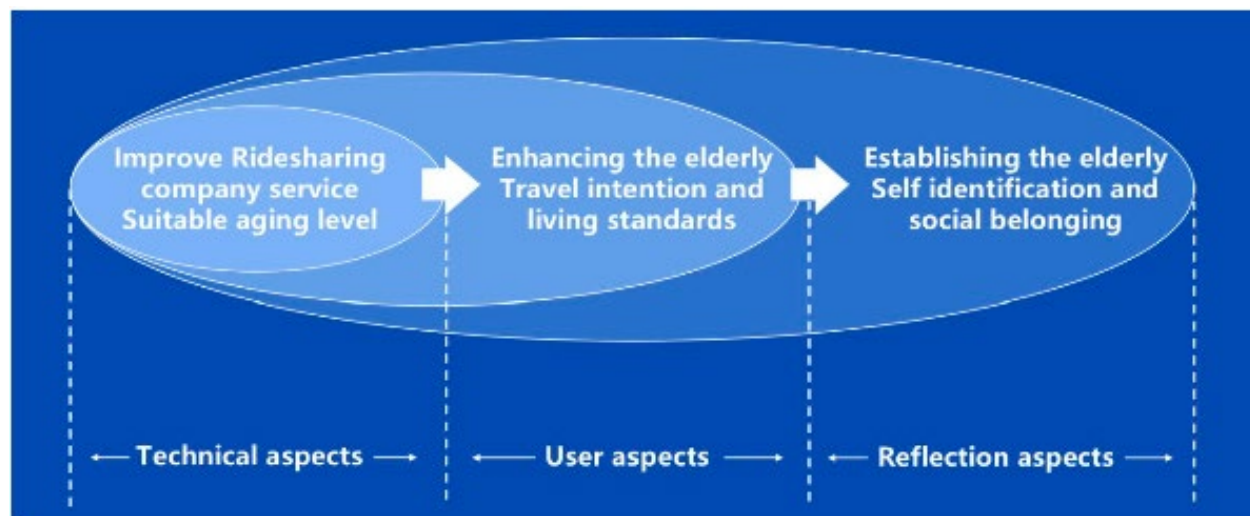 Improve Ridesharing
company service
Suitable aging level
Enhancing the elderly
Travel intention and
living standards
Establishing the elderly
Self identification and
social belonging
Technical aspects
User aspects
Reflection aspects